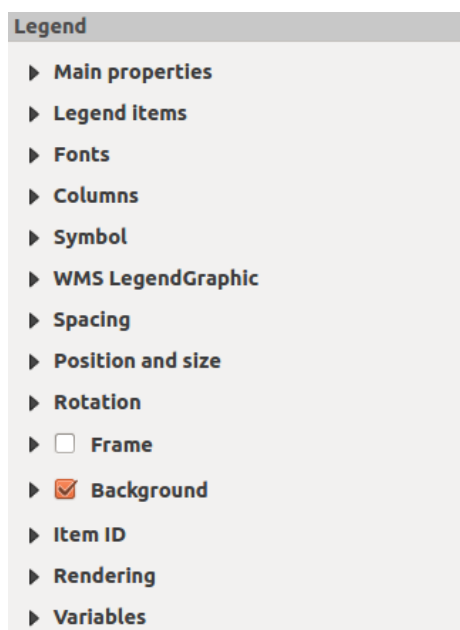 Legend
Main properties
Legend items
Fonts
Columns
Symbol
WMS LegendGraphic
Spacing
Position and size
Rotation
Frame
Background
Item ID
Rendering
Variables